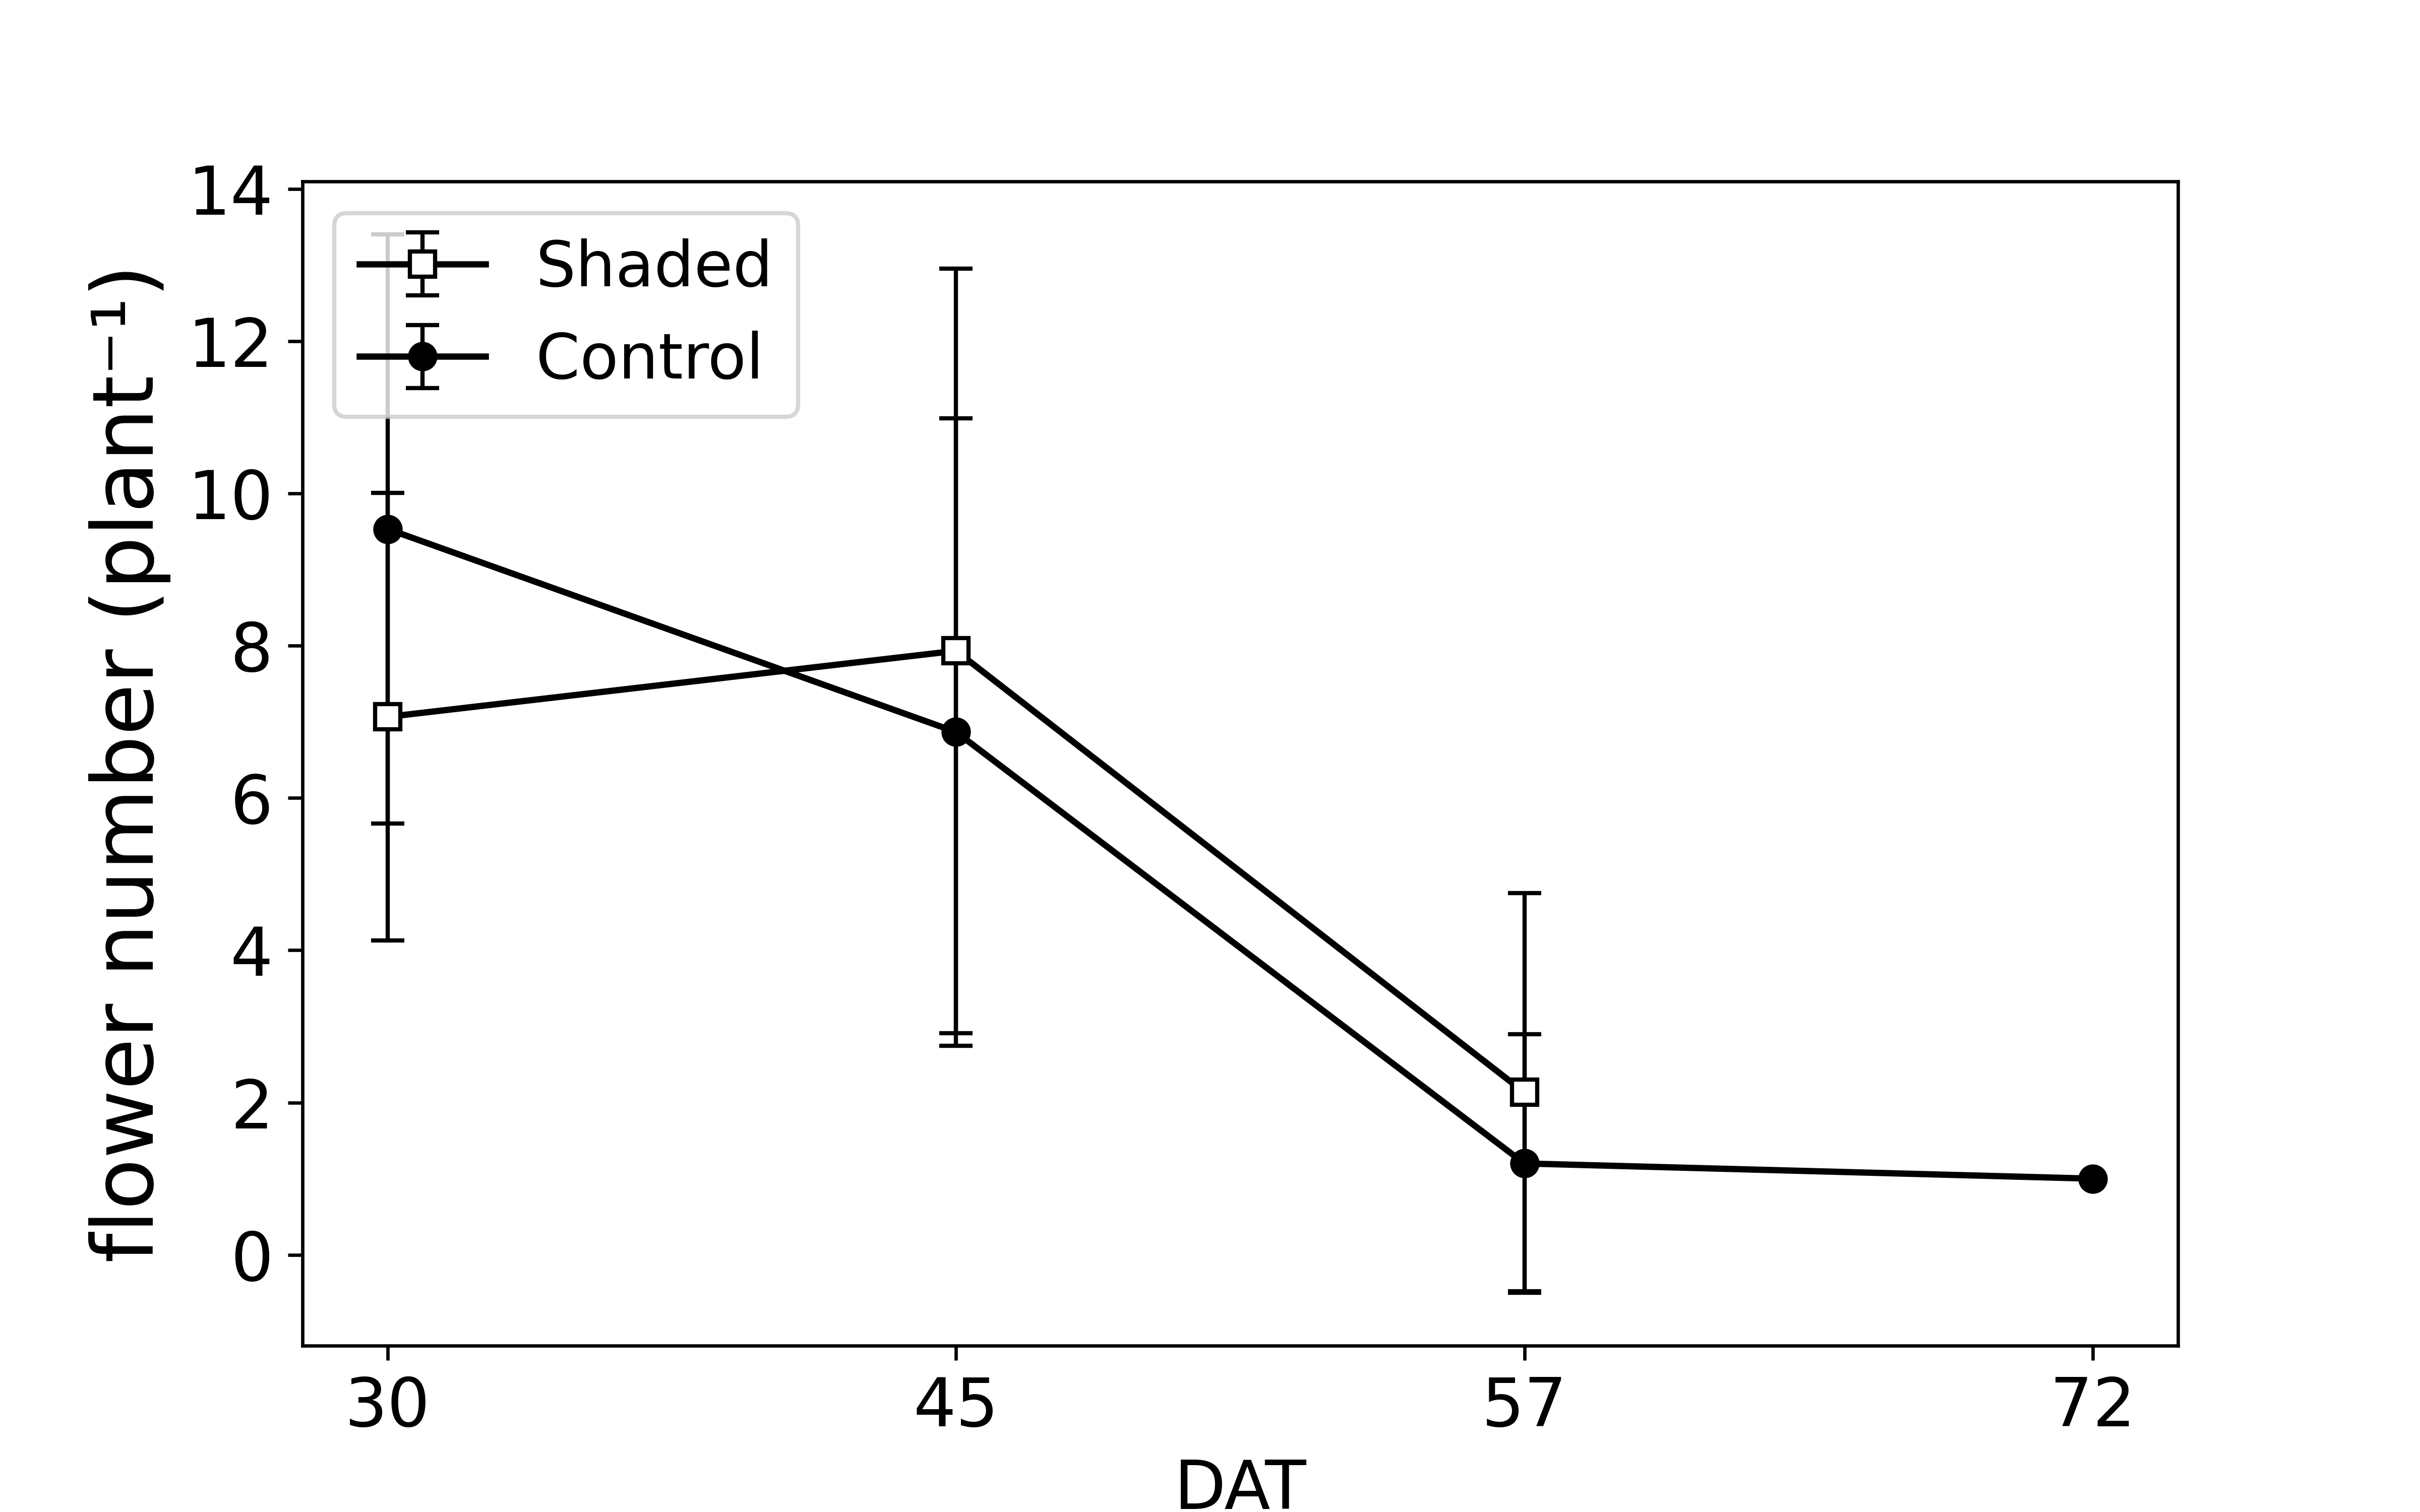 14
12
10
8
6
4
2
0
flower number (plant⁻¹)
Shaded
Control
30 45 57 72
DAT